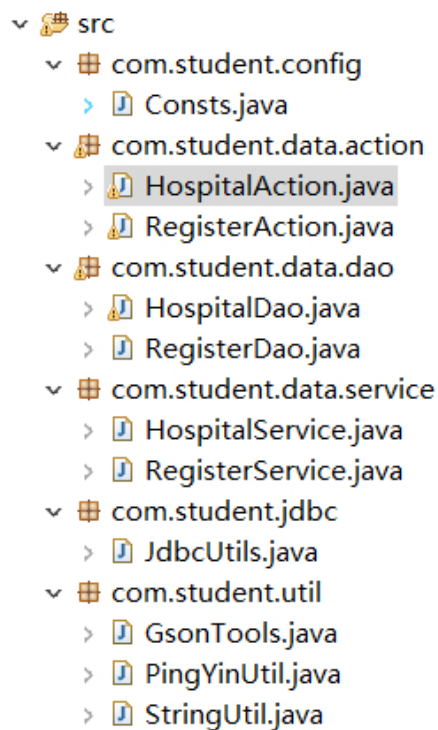 src
com.student.config
Consts.java
com.student.data.action
HospitalAction.java
RegisterAction.java
com.student.data.dao
HospitalDao.java
RegisterDao.java
com.student.data.service
HospitalService.java
RegisterService.java
com.student.jdbc
JdbcUtils.java
com.student.util
GsonTools.java
PingYinUtil.java
StringUtil.java